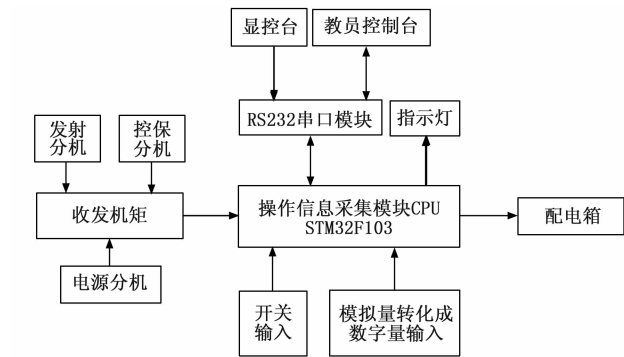 显控台
教员控制台
RS232串口模块
指示灯
发射
分机
控保
分机
收发机矩
操作信息采集模块CPU
STM32F103
配电箱
电源分机
开关
输入
模拟量转化成
数字量输入